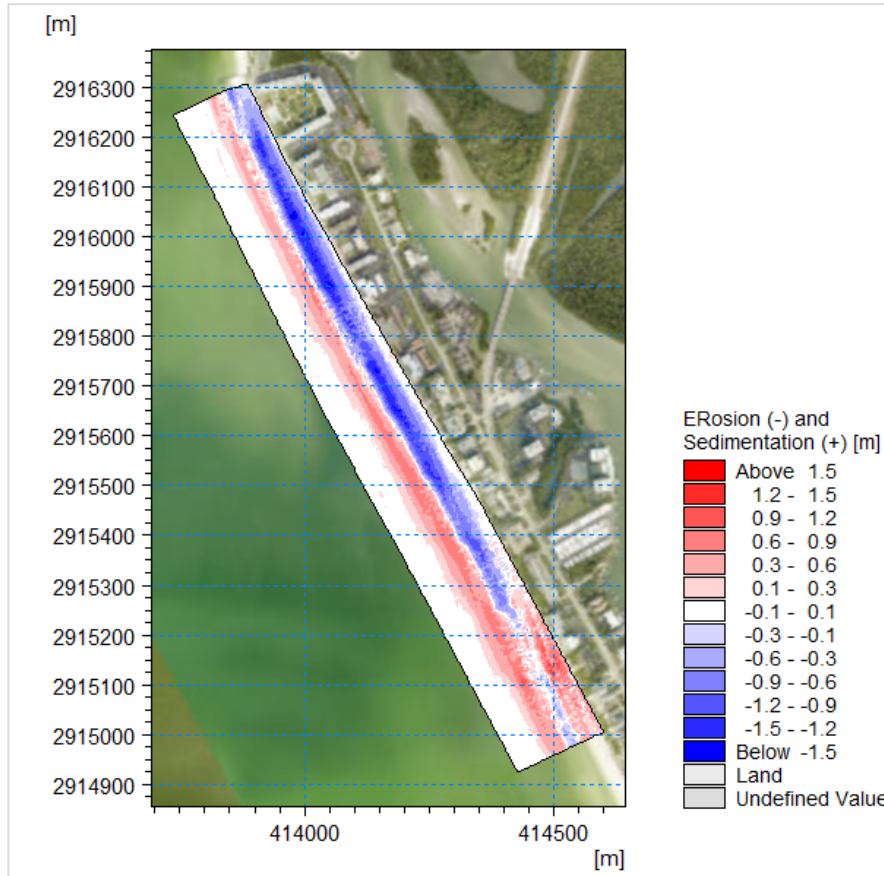 [m]
2916300
2916200
2916100
2916000
2915900
2915800
2915700
2915600
2915500
2915400
2915300
2915200
2915100
2915000
2914900
414000 414500
[m]
ERosion (-) and
Sedimentation (+) [m]
Above 1.5
1.2 - 1.5
0.9 - 1.2
0.6 - 0.9
0.3 - 0.6
0.1 - 0.3
-0.1 - 0.1
-0.3 - -0.1
-0.6 - -0.3
-0.9 - -0.6
-1.2 - -0.9
-1.5 - -1.2
Below -1.5
Land
Undefined Value